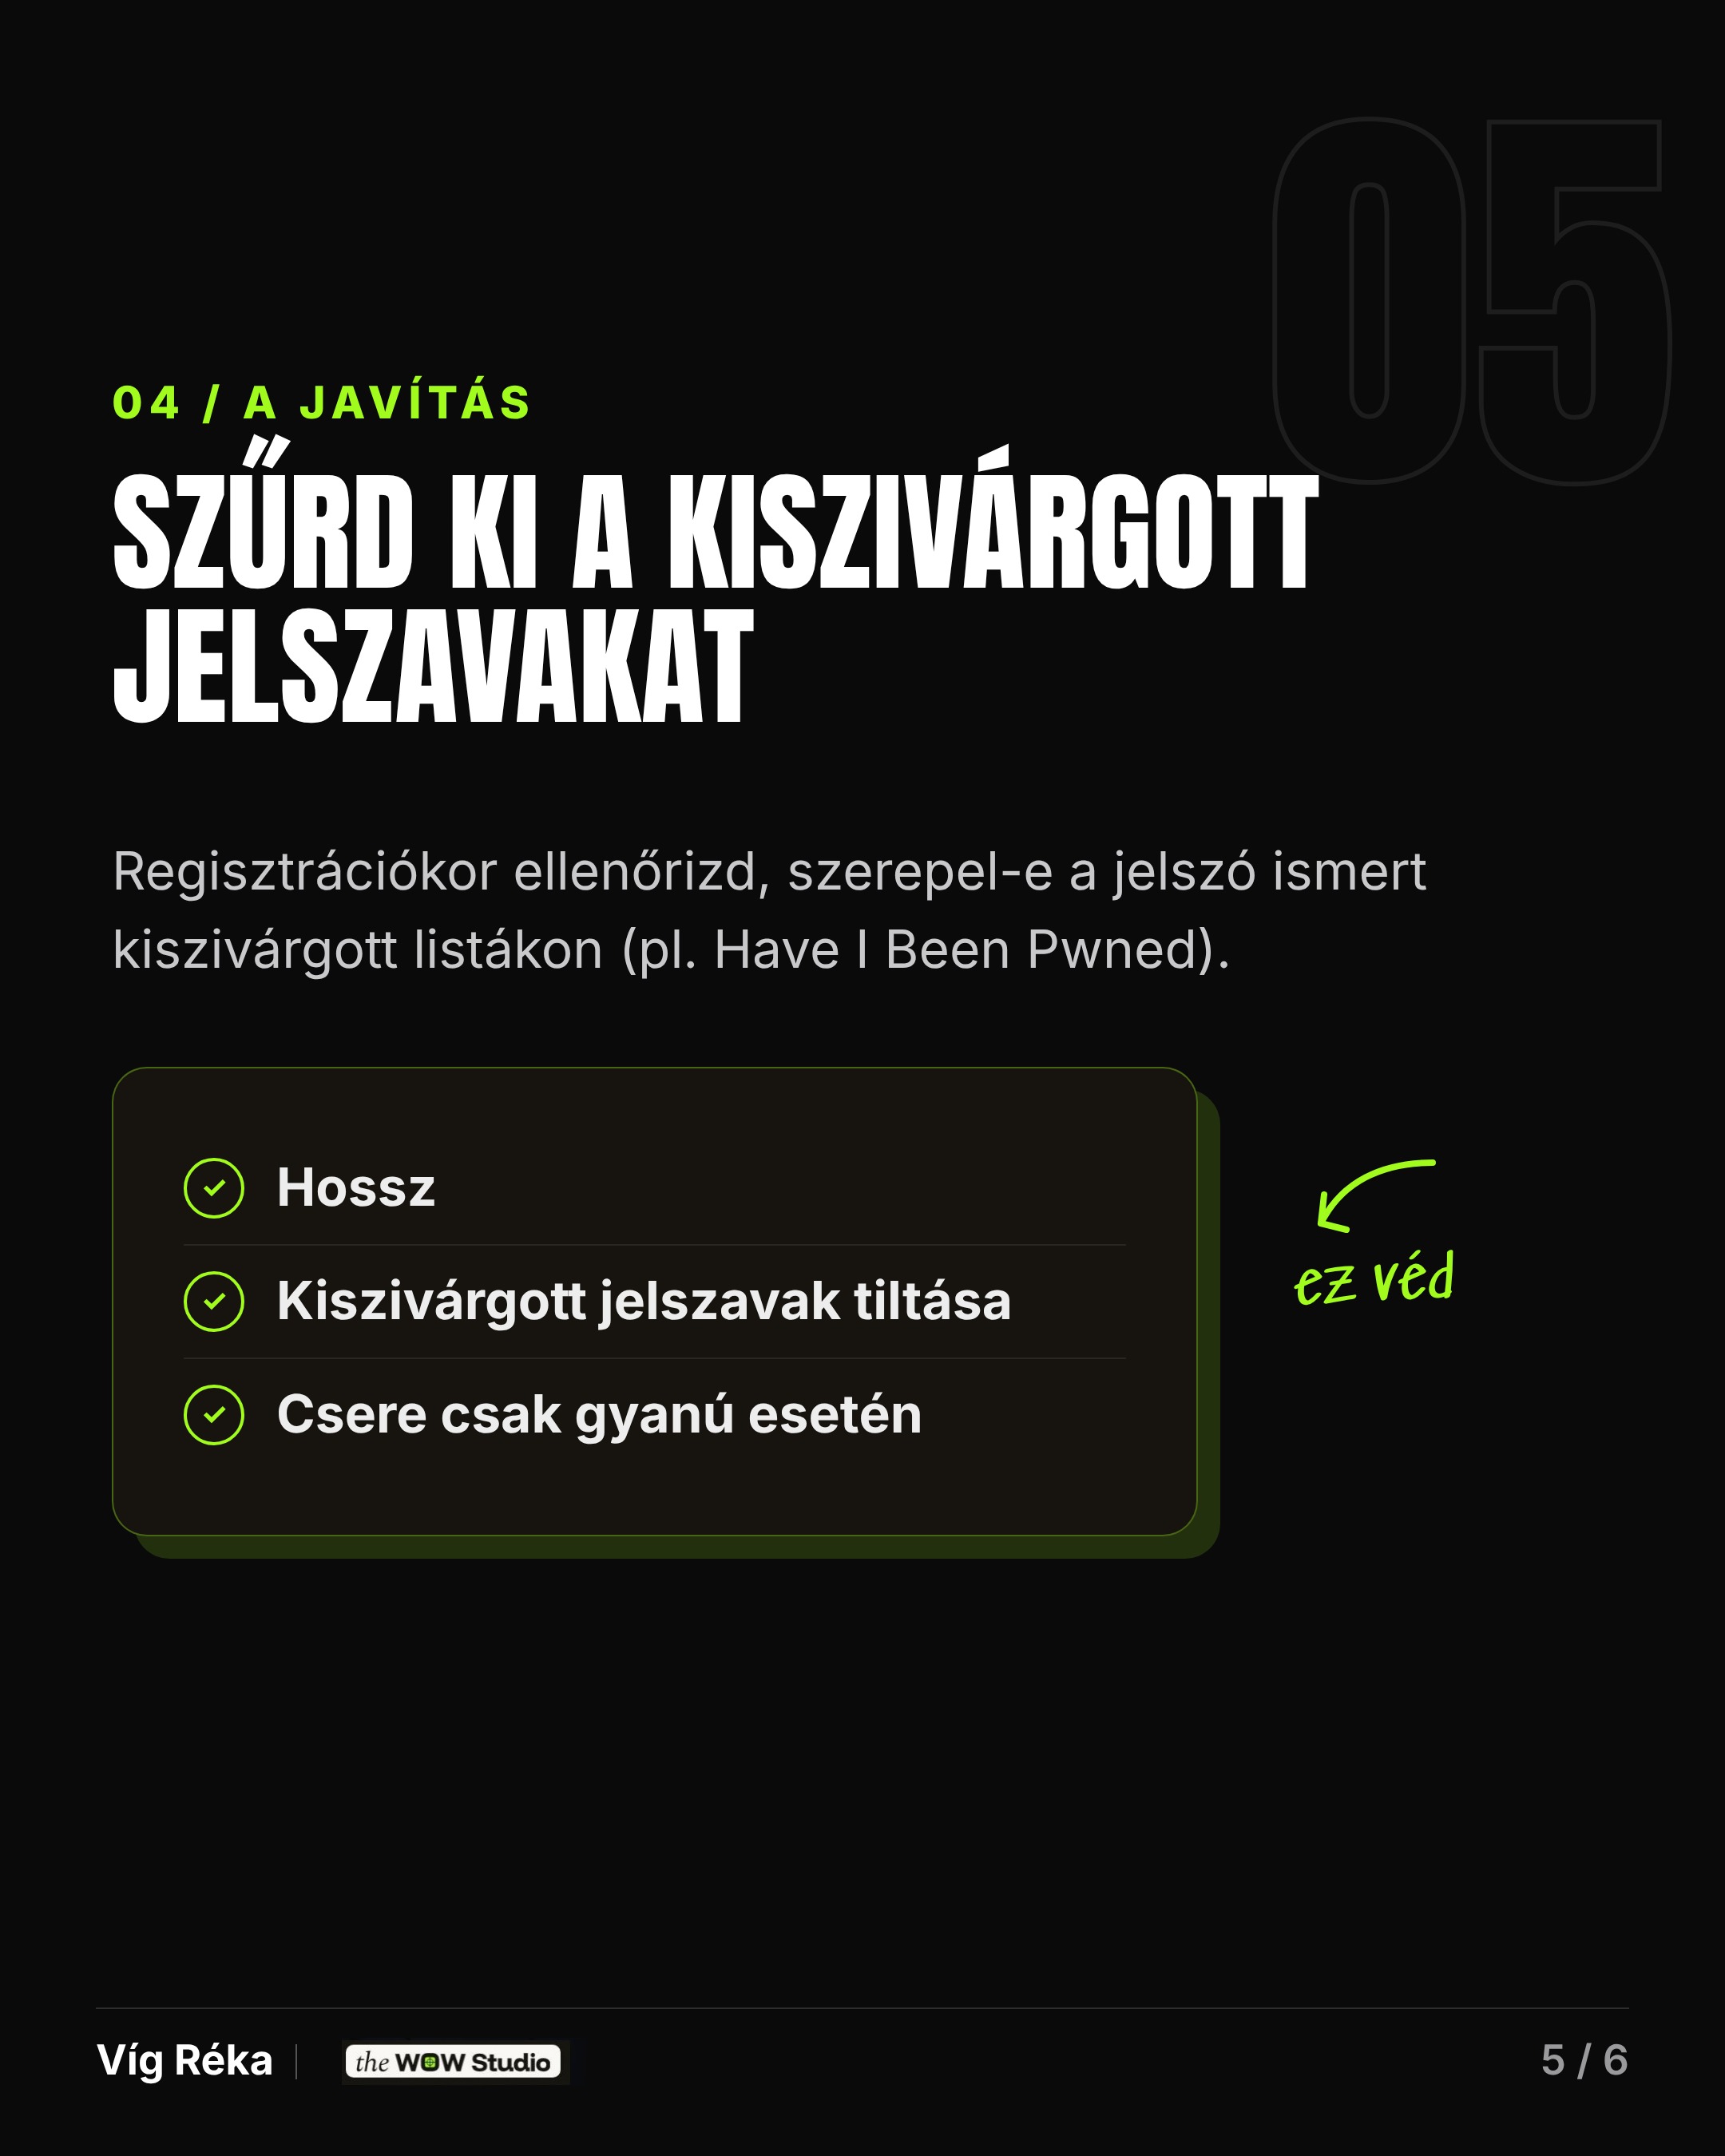 05
04 / A JAVÍTÁS
SZŰRD KI A KISZIVÁRGOTT
JELSZAVAKAT
Regisztrációkor ellenőrizd, szerepel-e a jelszó ismert
kiszivárgott listákon (pl. Have I Been Pwned).
Hossz
Kiszivárgott jelszavak tiltása
Csere csak gyanú esetén
ez véd
Víg Réka
the WOW Studio
5 / 6